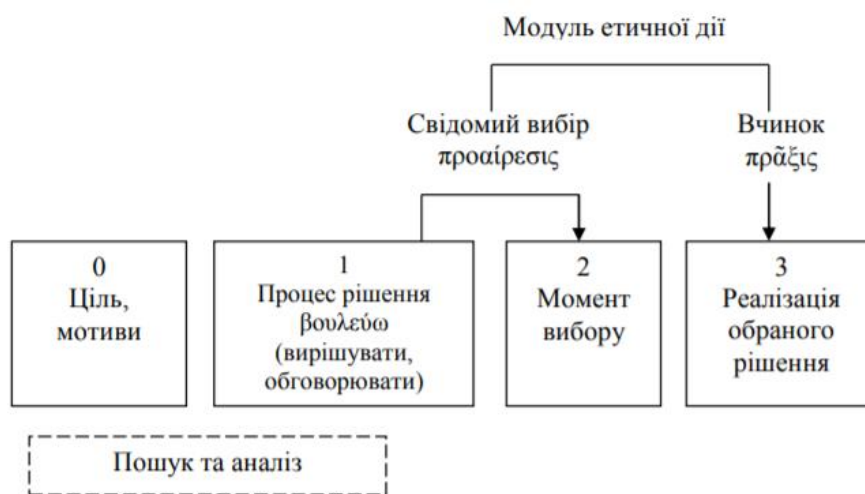 Модуль етичної дії
Свідомий вибір
προαίρεσις
Вчинок
πρᾶξις
0
Ціль,
мотиви
1
Процес рішення
βουλεύω
(вирішувати,
обговорювати)
2
Момент
вибору
3
Реалізація
обраного
рішення
Пошук та аналіз